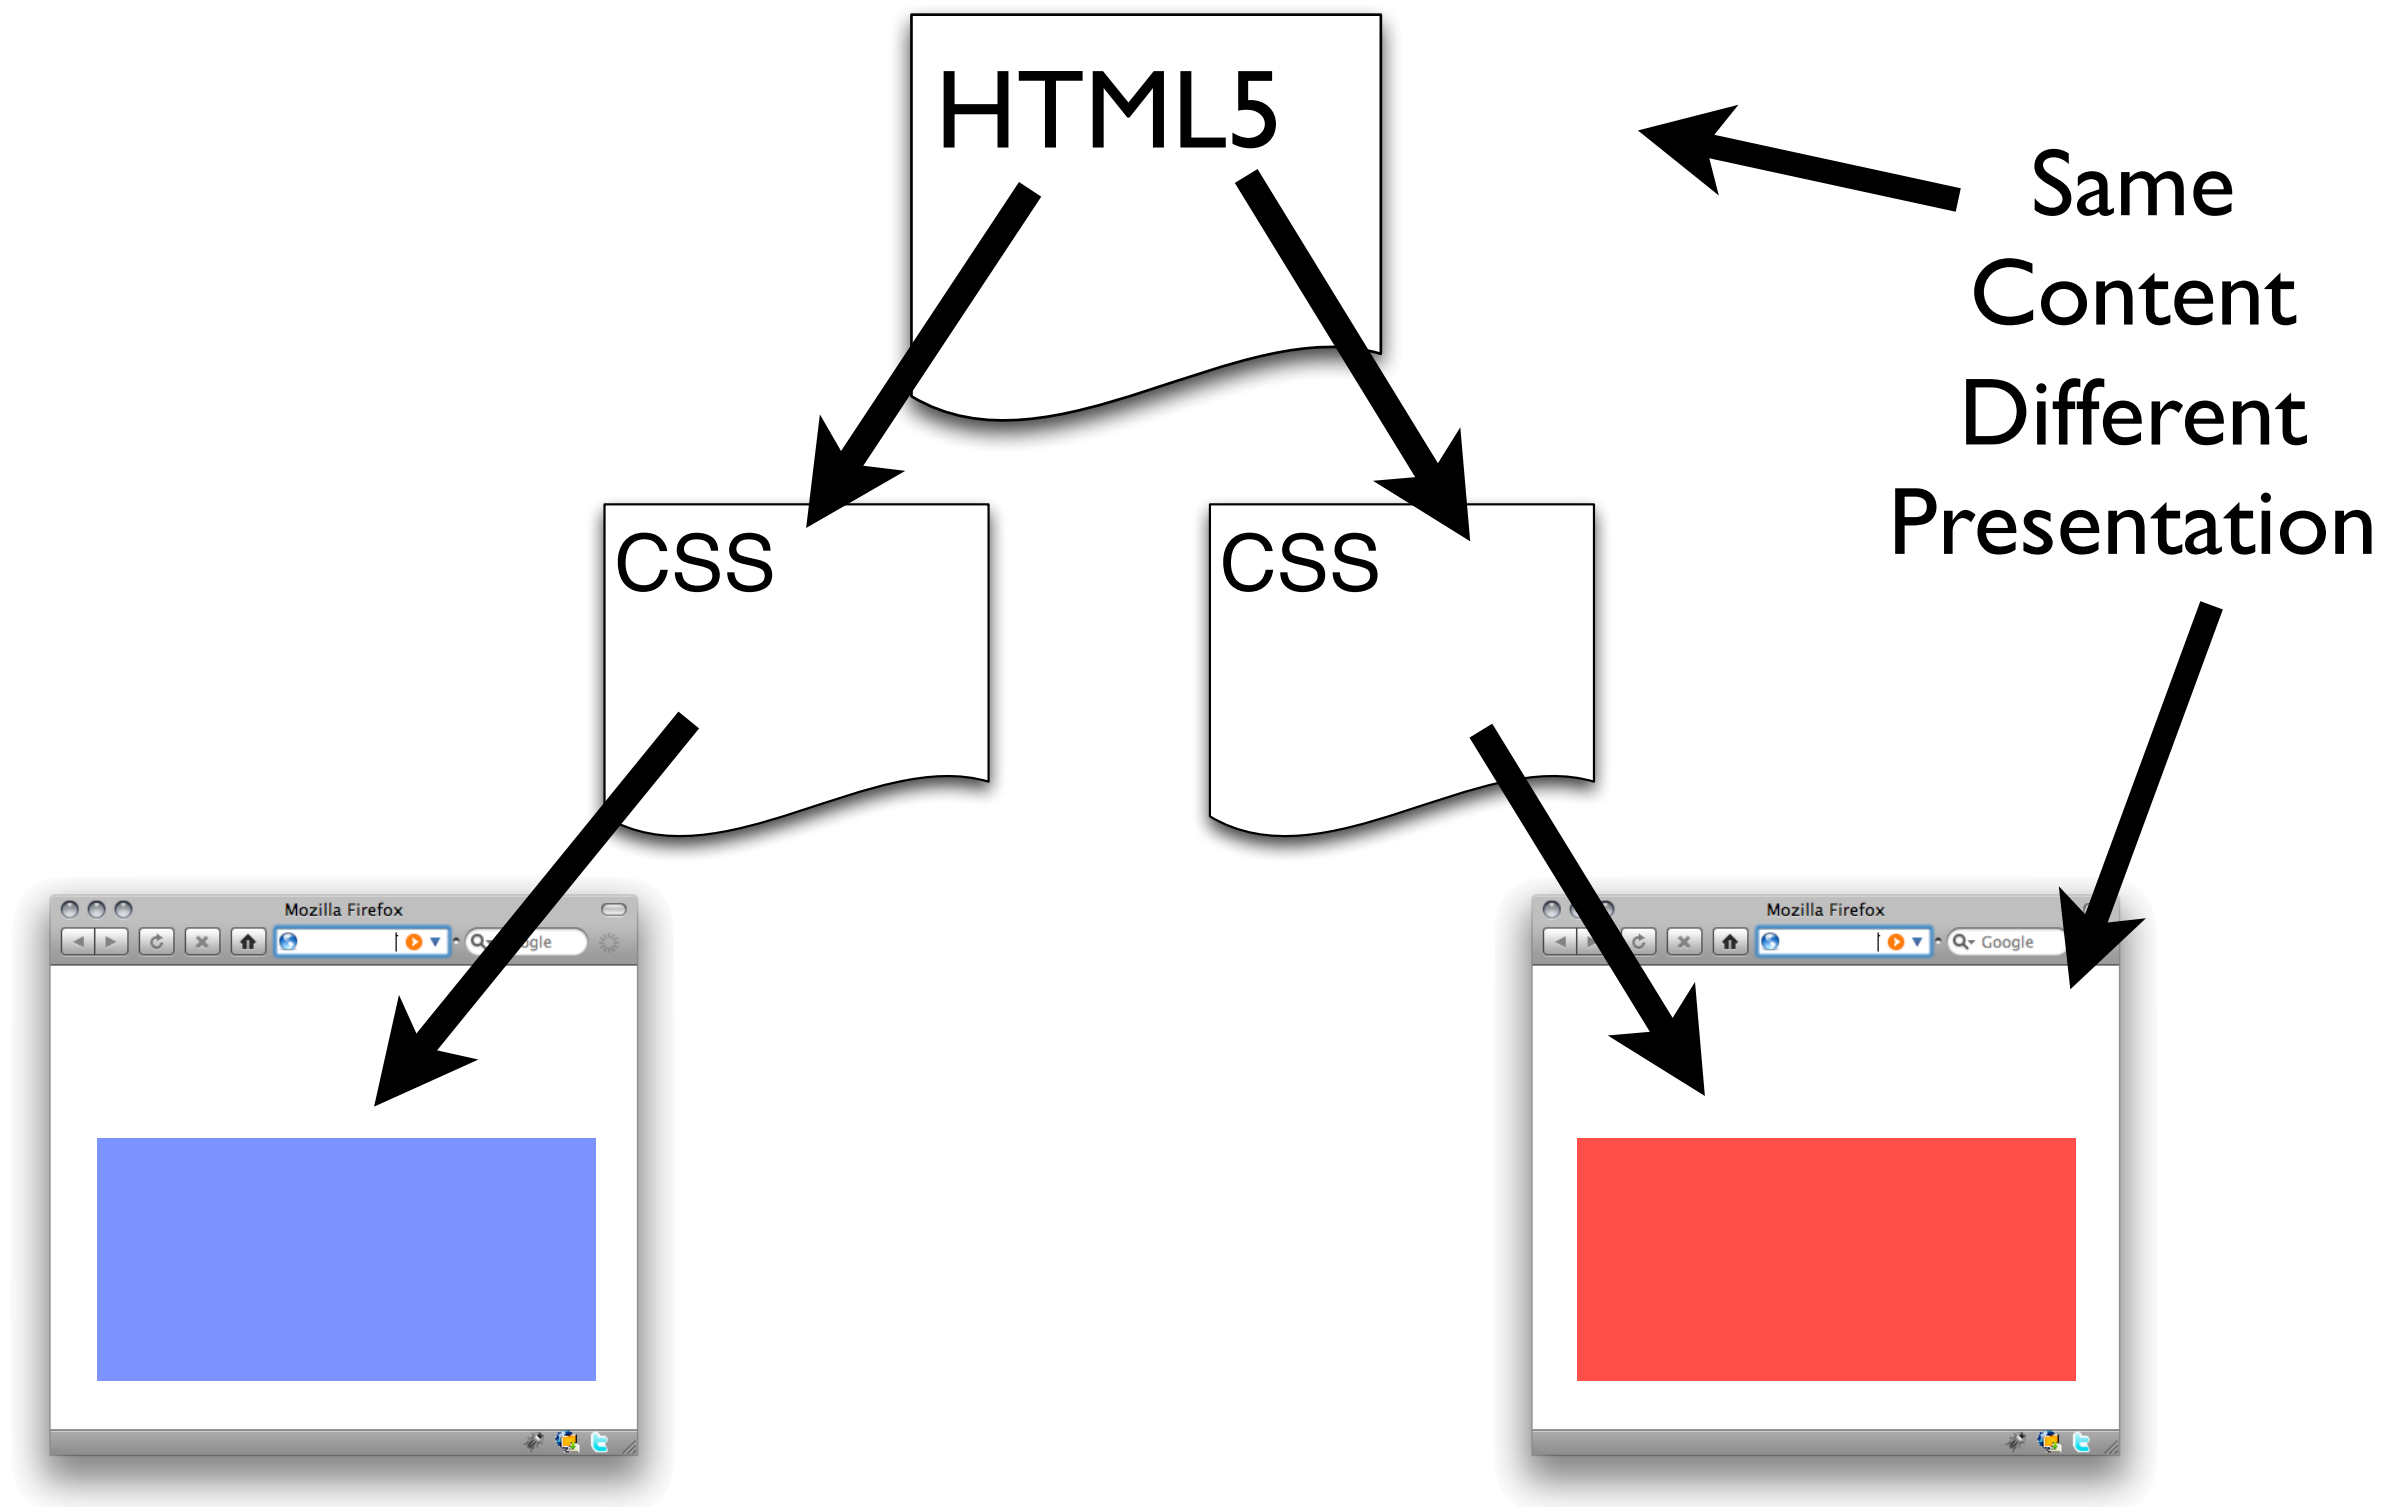 HTML5
Same
Content
Different
Presentation
CSS
CSS
Mozilla Firefox
Mozilla Firefox
Google